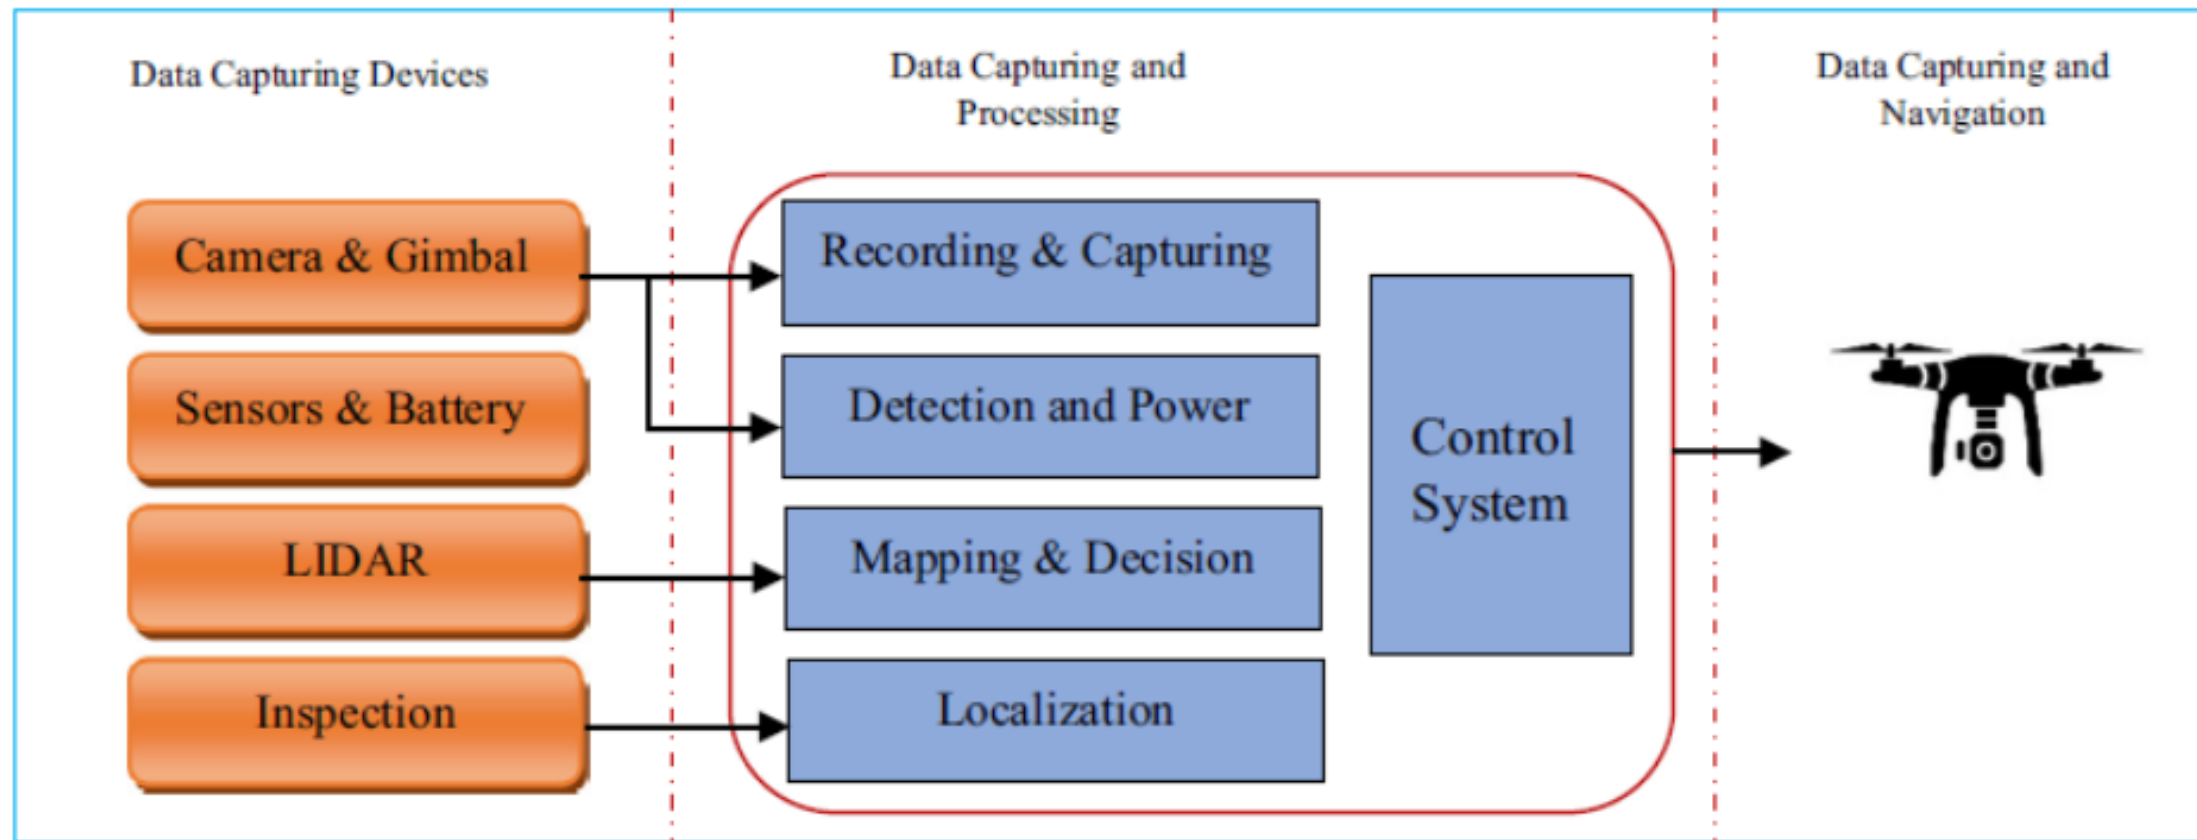 Data Capturing Devices
Data Capturing and
Processing
Data Capturing and
Navigation
Camera & Gimbal
Sensors & Battery
LIDAR
Inspection
Recording & Capturing
Detection and Power
Mapping & Decision
Localization
Control
System